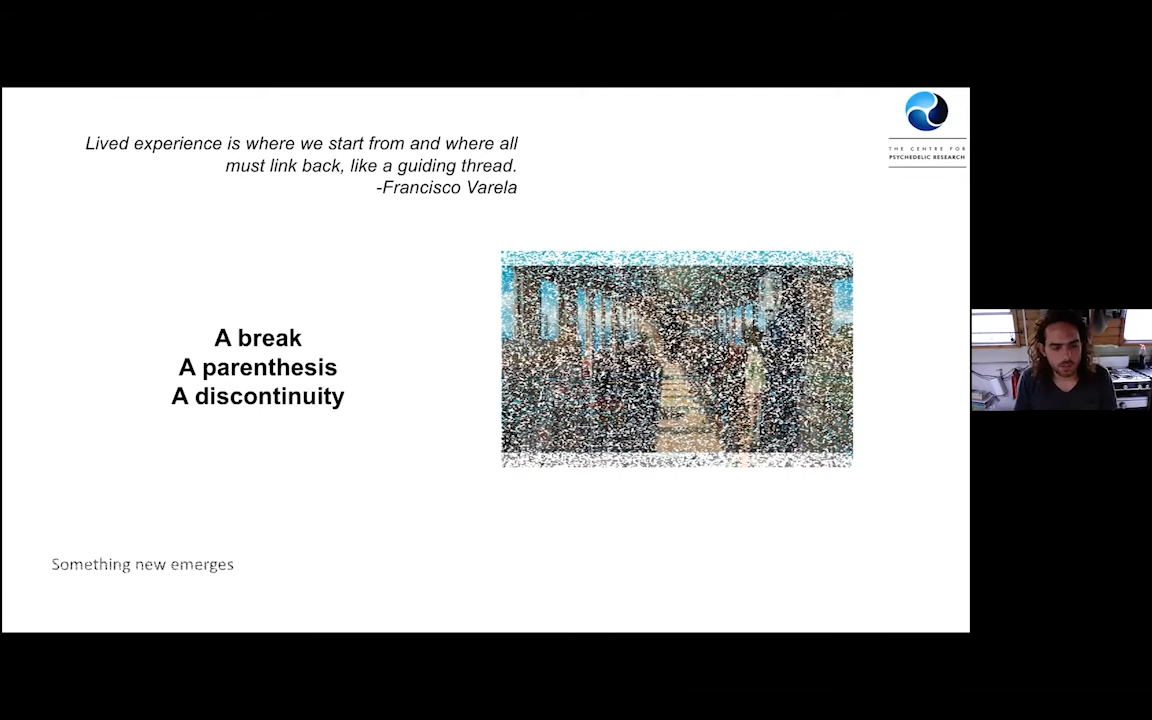 Lived experience is where we start from and where all
must link back, like a guiding thread.
-Francisco Varela
THE CENTRE FOR
PSYCHEDELIC RESEARCH
A break
A parenthesis
A discontinuity
Something new emerges